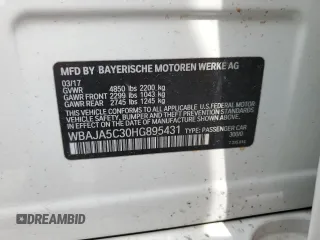 MFD BY BAYERISCHE MOTOREN WERKE AG
03/17
GVWR 4850 lbs 2200 kg
GAWR FRONT 2299 lbs 1043 kg
GAWR REAR 2745 lbs 1245 kg
THIS VEHICLE CONFORMS TO ALL APPLICABLE
FEDERAL MOTOR VEHICLE SAFETY, BUMPER,
AND THEFT PREVENTION STANDARDS
IN EFFECT ON THE DATE OF
MANUFACTURE SHOWN ABOVE.
WBAJA5C30HG895431 TYPE: PASSENGER CAR
DREAMBID